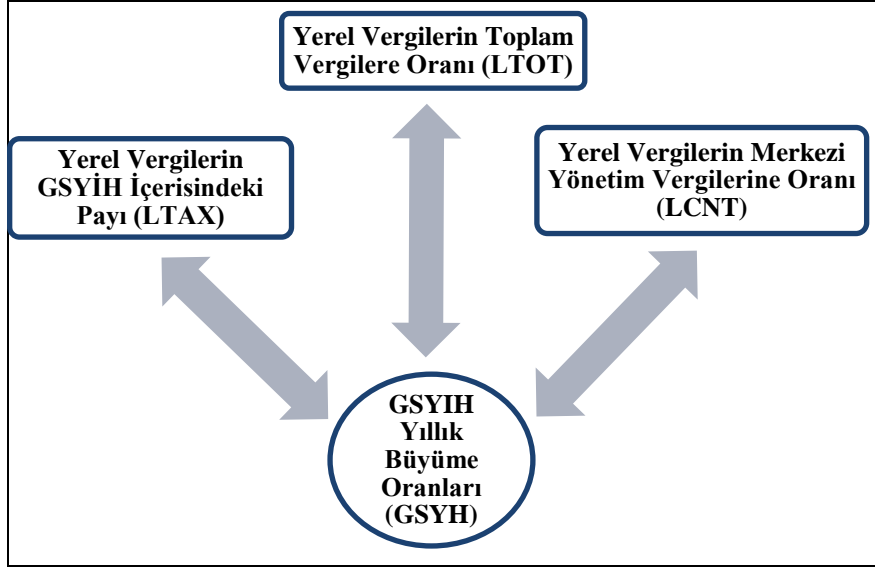 Yerel Vergilerin Toplam
Vergilere Oranı (LTOT)
Yerel Vergilerin
GSYİH İçerisindeki
Payı (LTAX)
Yerel Vergilerin Merkezi
Yönetim Vergilerine Oranı
(LCNT)
GSYIH
Yıllık
Büyüme
Oranları
(GSYH)